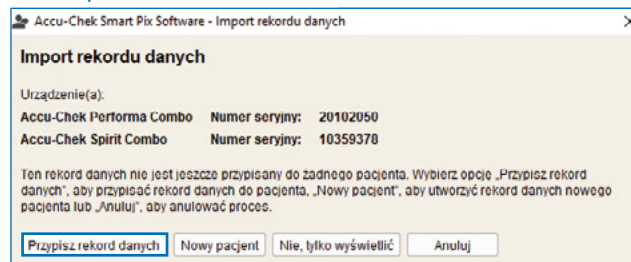 Accu-Chek Smart Pix Software - Import rekordu danych
Import rekordu danych
Urządzenie(a):
Accu-Chek Performa Combo Numer seryjny: 20102050
Accu-Chek Spirit Combo Numer seryjny: 10359378
Ten rekord danych nie jest jeszcze przypisany do żadnego pacjenta. Wybierz opcję „Przypisz rekord
danych", aby przypisać rekord danych do pacjenta, „Nowy pacjent", aby utworzyć rekord danych nowego
pacjenta lub „Anuluj", aby anulować proces.
Przypisz rekord danych Nowy pacjent Nie, tylko wyświetlić Anuluj